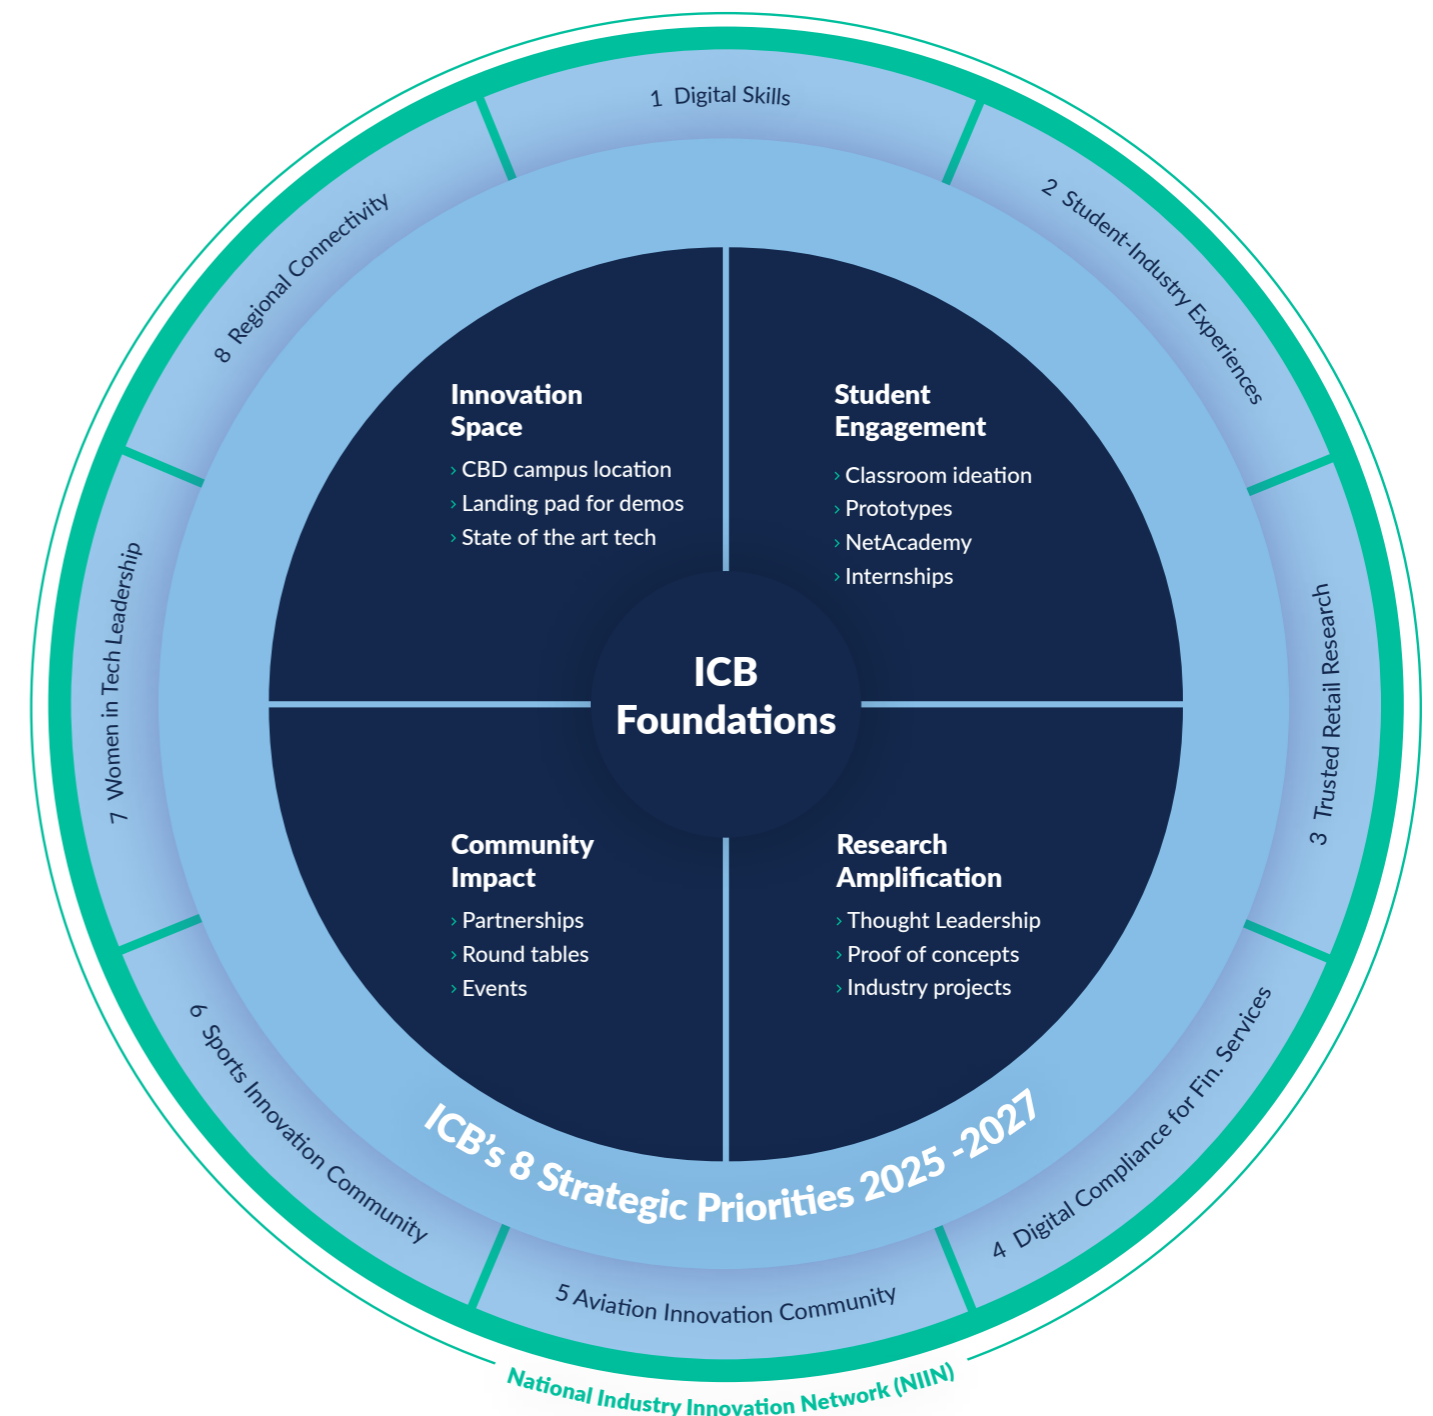 1 Digital Skills
2 Student-Industry Experiences
3 Trusted Retail Research
4 Digital Compliance for Fin. Services
5 Aviation Innovation Community
6 Sports Innovation Community
7 Women in Tech Leadership
8 Regional Connectivity
Innovation
Space
› CBD campus location
› Landing pad for demos
› State of the art tech
Student
Engagement
› Classroom ideation
› Prototypes
› NetAcademy
› Internships
ICB
Foundations
Community
Impact
› Partnerships
› Round tables
› Events
Research
Amplification
› Thought Leadership
› Proof of concepts
› Industry projects
ICB's 8 Strategic Priorities 2025 -2027
National Industry Innovation Network (NIIN)